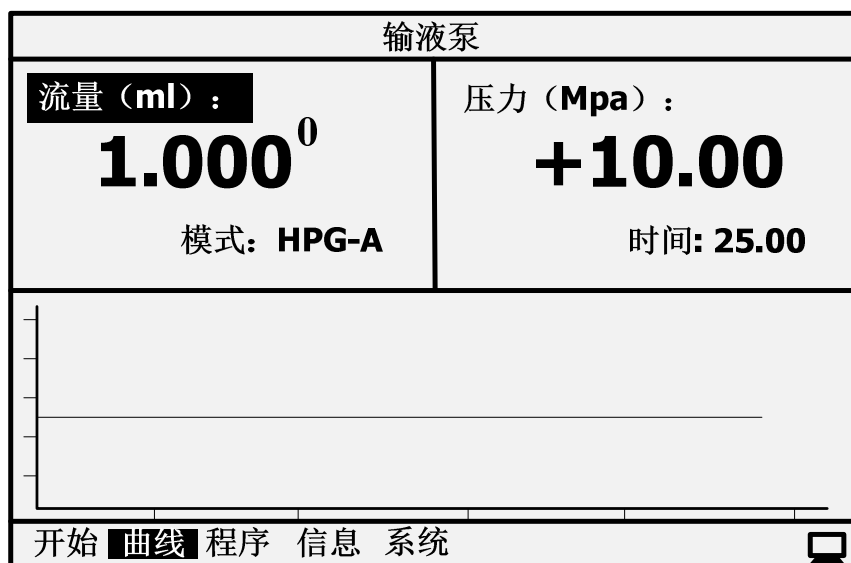 输液泵
流量（ml）：
1.000⁰
模式：HPG-A
压力（Mpa）：
+10.00
时间: 25.00
开始 曲线 程序 信息 系统